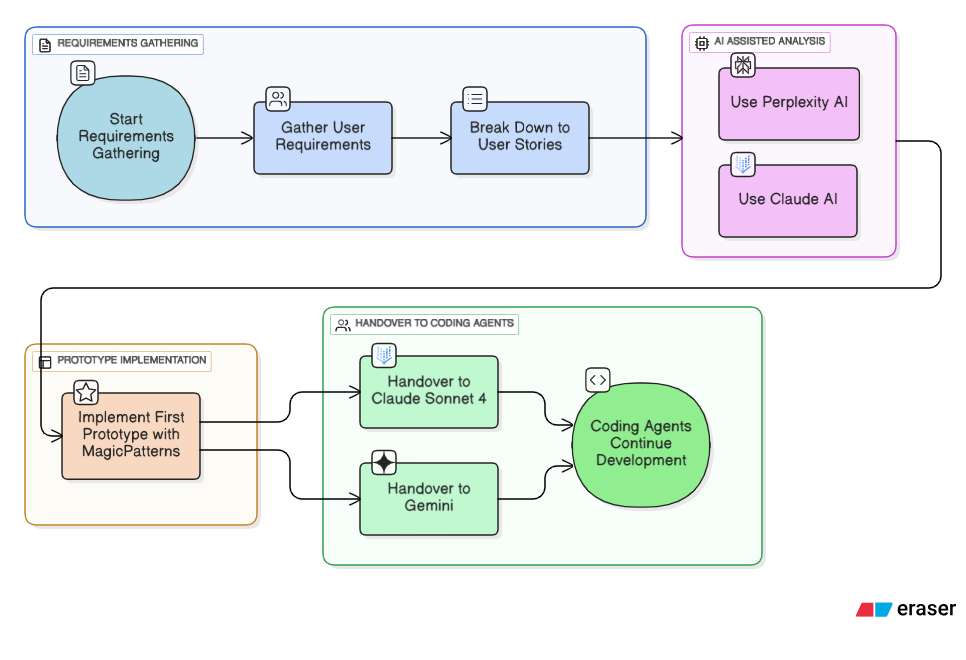 REQUIREMENTS GATHERING
Start
Requirements
Gathering
Gather User
Requirements
Break Down to
User Stories
AI ASSISTED ANALYSIS
Use Perplexity AI
Use Claude AI
PROTOTYPE IMPLEMENTATION
Implement First
Prototype with
MagicPatterns
HANDOVER TO CODING AGENTS
Handover to
Claude Sonnet 4
Handover to
Gemini
Coding Agents
Continue
Development
eraser